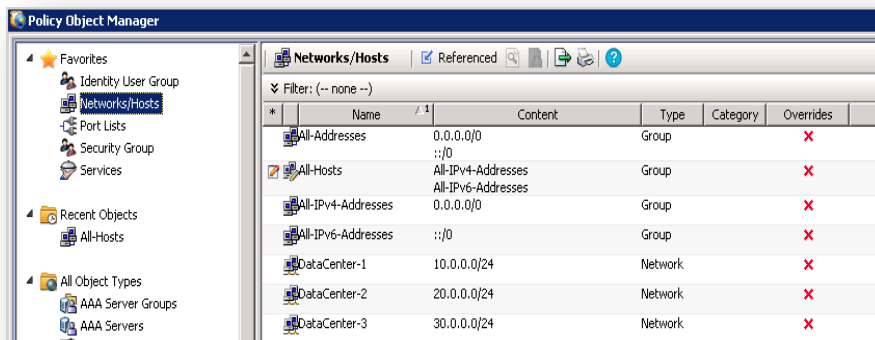 Policy Object Manager
Favorites
Identity User Group
Networks/Hosts
Port Lists
Security Group
Services
Recent Objects
All-Hosts
All Object Types
AAA Server Groups
AAA Servers
Networks/Hosts Referenced
Filter: (-- none --)
* Name 1 Content Type Category Overrides
All-Addresses 0.0.0.0/0 Group
::/0
All-Hosts All-IPv4-Addresses Group
All-IPv6-Addresses
All-IPv4-Addresses 0.0.0.0/0 Group
All-IPv6-Addresses ::/0 Group
DataCenter-1 10.0.0.0/24 Network
DataCenter-2 20.0.0.0/24 Network
DataCenter-3 30.0.0.0/24 Network